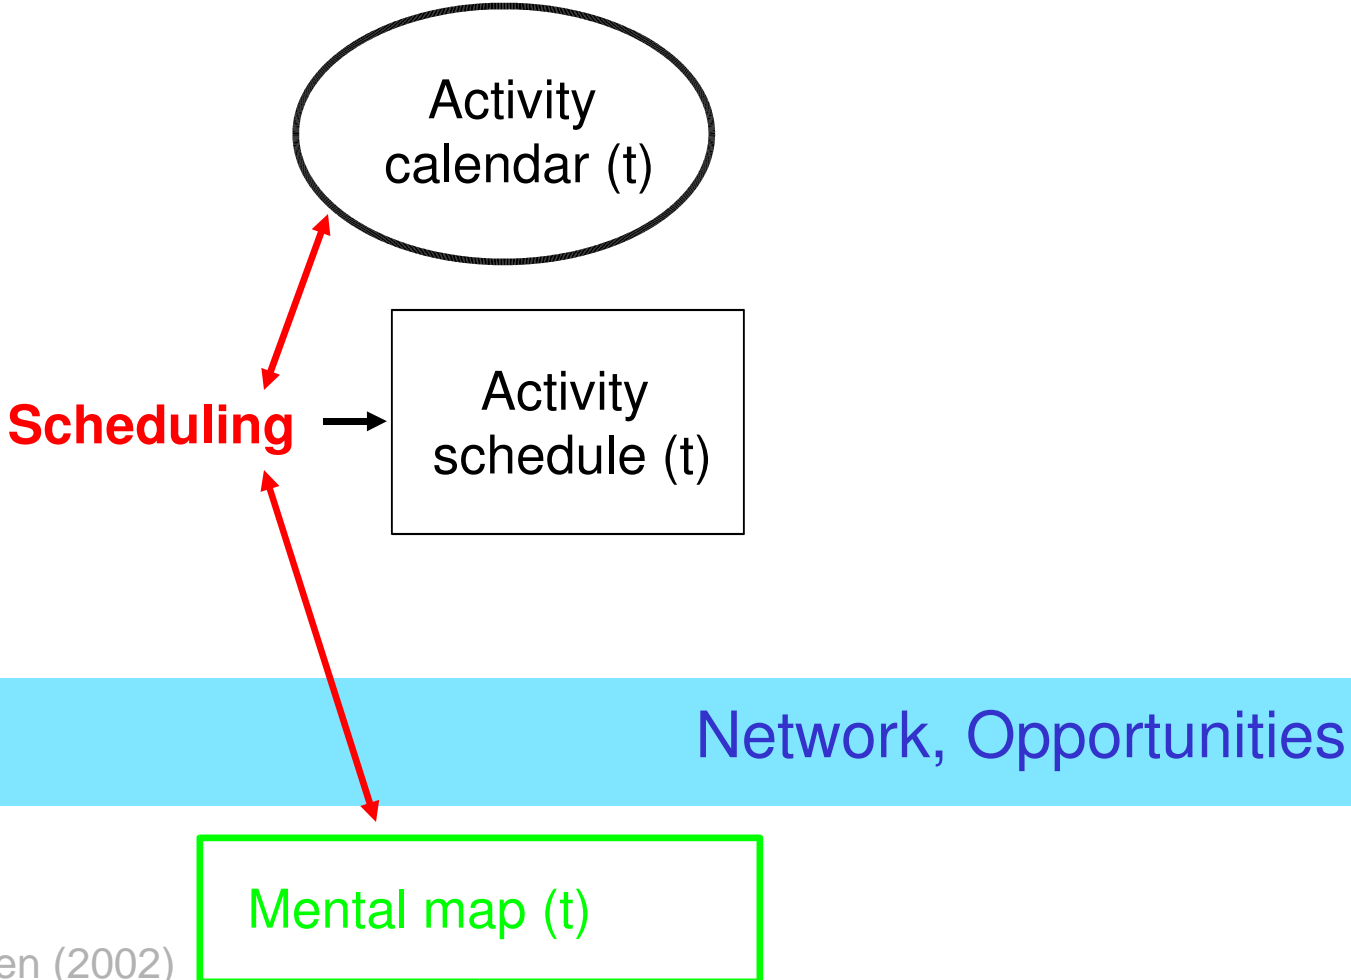 Activity
calendar (t)
Activity
Scheduling
schedule (t)
Network, Opportunities
Mental map (t)
(2002)